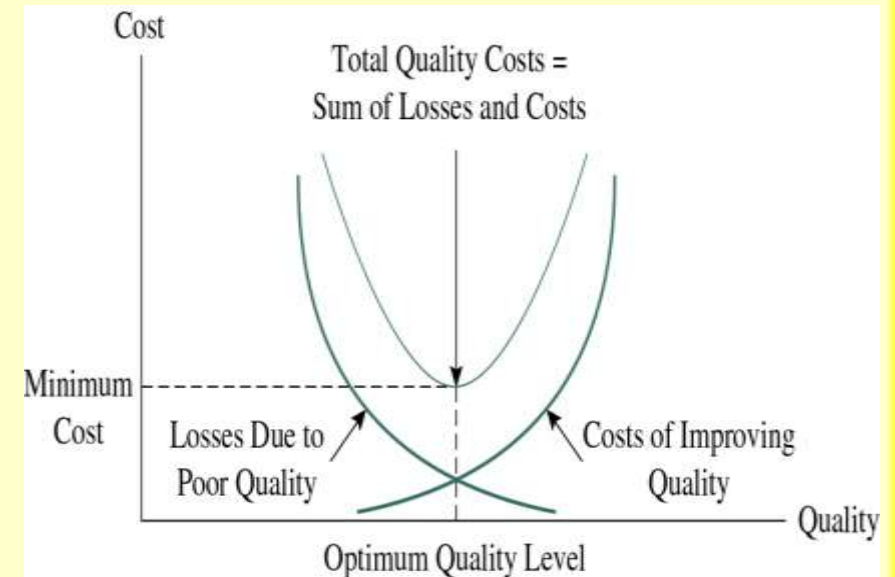 Cost
Total Quality Costs =
Sum of Losses and Costs
Minimum
Cost
Losses Due to
Poor Quality
Costs of Improving
Quality
Quality
Optimum Quality Level